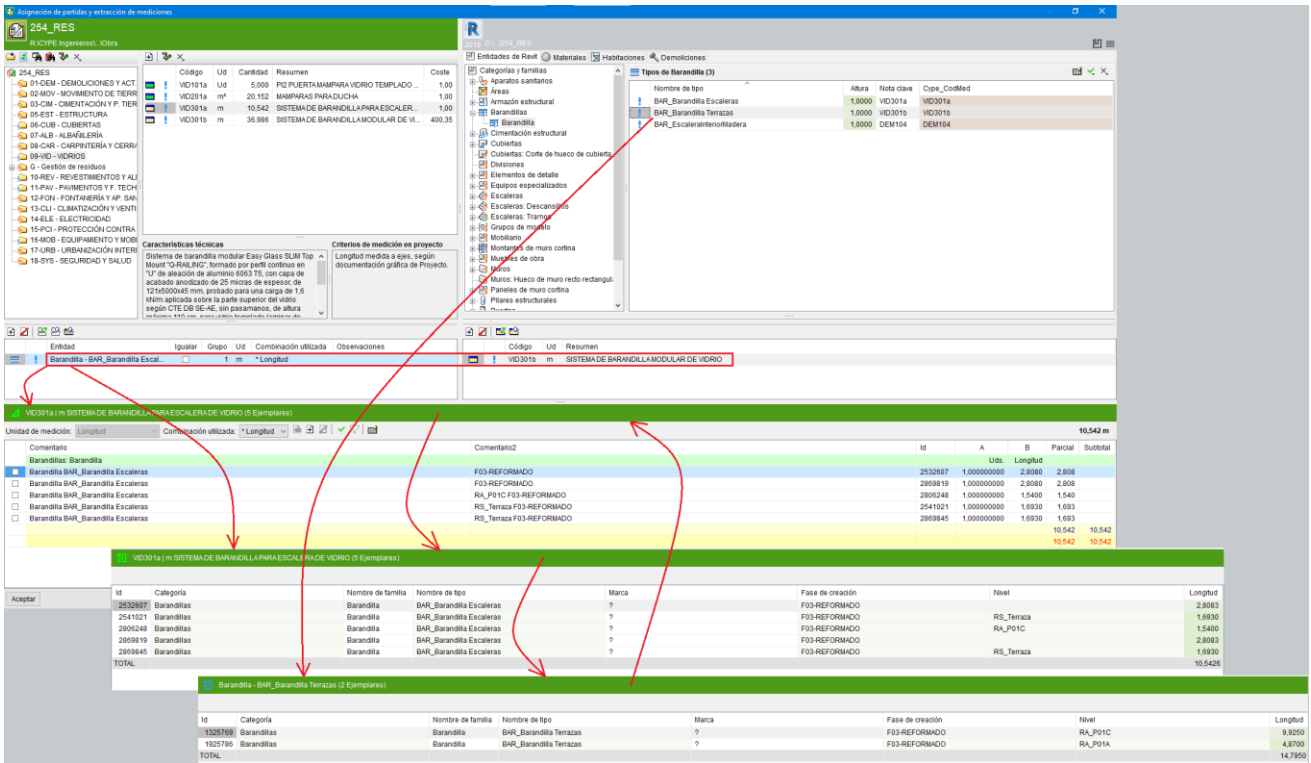 Asignación de partidas y extracción de mediciones
254_RES
R:\CYPE Ingenieros\...\Obra
254_RES
01-DEM - DEMOLICIONES Y ACT.
02-MOV - MOVIMIENTO DE TIERR
03-CIM - CIMENTACIÓN Y P. TIER
05-EST - ESTRUCTURA
06-CUB - CUBIERTAS
07-ALB - ALBAÑILERÍA
08-CAR - CARPINTERÍA Y CERRA
09-VID - VIDRIOS
G - Gestión de residuos
10-REV - REVESTIMIENTOS Y ALI
11-PAV - PAVIMENTOS Y F. TECH
12-FON - FONTANERÍA Y AP. SAN
13-CLI - CLIMATIZACIÓN Y VENTI
14-ELE - ELECTRICIDAD
15-PCI - PROTECCIÓN CONTRA
16-MOB - EQUIPAMIENTO Y MOBI
17-URB - URBANIZACIÓN INTERI
18-SYS - SEGURIDAD Y SALUD
Código Ud Cantidad Resumen Coste
VID101a Ud 5,000 PI2 PUERTA MAMPARA VIDRIO TEMPLADO ... 1,00
VID201a m² 20,152 MAMPARAS PARA DUCHA 1,00
VID301a m 10,542 SISTEMA DE BARANDILLA PARA ESCALER... 1,00
VID301b m 36,986 SISTEMA DE BARANDILLA MODULAR DE VI... 400,35
Características técnicas
Sistema de barandilla modular Easy Glass SLIM Top
Mount "Q-RAILING", formado por perfil continuo en
"U" de aleación de aluminio 6063 T5, con capa de
acabado anodizado de 25 micras de espesor, de
121x5000x45 mm, probado para una carga de 1,6
kN/m aplicada sobre la parte superior del vidrio
según CTE DB SE-AE, sin pasamanos, de altura
máxima 110 cm, para vidrio templado laminar de
Criterios de medición en proyecto
Longitud medida a ejes, según
documentación gráfica de Proyecto.
R
2018 D:\...\254_RES
Entidades de Revit Materiales Habitaciones Demoliciones
Categorías y familias
Aparatos sanitarios
Áreas
Armazón estructural
Barandillas
Barandilla
Cimentación estructural
Cubiertas
Cubiertas: Corte de hueco de cubierta
Divisiones
Elementos de detalle
Equipos especializados
Escaleras
Escaleras: Descansillos
Escaleras: Tramos
Grupos de modelo
Mobiliario
Montantes de muro cortina
Muebles de obra
Muros
Muros: Hueco de muro recto rectangul
Paneles de muro cortina
Pilares estructurales
Tipos de Barandilla (3)
Nombre de tipo Altura Nota clave Cype_CodMed
BAR_Barandilla Escaleras 1,0000 VID301a VID301a
BAR_Barandilla Terrazas 1,0000 VID301b VID301b
BAR_EscaleraInteriorMadera 1,0000 DEM104 DEM104
Entidad Igualar Grupo Ud Combinación utilizada Observaciones
Barandilla - BAR_Barandilla Escal... 1 m * Longitud
Código Ud Resumen
VID301b m SISTEMA DE BARANDILLA MODULAR DE VIDRIO
VID301a | m SISTEMA DE BARANDILLA PARA ESCALERA DE VIDRIO (5 Ejemplares)
Unidad de medición: Longitud Combinación utilizada: * Longitud 10,542 m
Comentario Comentario2 Id A B Parcial Subtotal
Barandillas: Barandilla Uds. Longitud
Barandilla BAR_Barandilla Escaleras F03-REFORMADO 2532607 1,000000000 2,8080 2,808
Barandilla BAR_Barandilla Escaleras F03-REFORMADO 2869819 1,000000000 2,8080 2,808
Barandilla BAR_Barandilla Escaleras RA_P01C F03-REFORMADO 2806248 1,000000000 1,5400 1,540
Barandilla BAR_Barandilla Escaleras RS_Terraza F03-REFORMADO 2541021 1,000000000 1,6930 1,693
Barandilla BAR_Barandilla Escaleras RS_Terraza F03-REFORMADO 2869845 1,000000000 1,6930 1,693
10,542 10,542
10,542 10,542
Aceptar
VID301a | m SISTEMA DE BARANDILLA PARA ESCALERA DE VIDRIO (5 Ejemplares)
Id Categoría Nombre de familia Nombre de tipo Marca Fase de creación Nivel Longitud
2532607 Barandillas Barandilla BAR_Barandilla Escaleras ? F03-REFORMADO 2,8083
2541021 Barandillas Barandilla BAR_Barandilla Escaleras ? F03-REFORMADO RS_Terraza 1,6930
2806248 Barandillas Barandilla BAR_Barandilla Escaleras ? F03-REFORMADO RA_P01C 1,5400
2869819 Barandillas Barandilla BAR_Barandilla Escaleras ? F03-REFORMADO 2,8083
2869845 Barandillas Barandilla BAR_Barandilla Escaleras ? F03-REFORMADO RS_Terraza 1,6930
TOTAL 10,5426
Barandilla - BAR_Barandilla Terrazas (2 Ejemplares)
Id Categoría Nombre de familia Nombre de tipo Marca Fase de creación Nivel Longitud
1325769 Barandillas Barandilla BAR_Barandilla Terrazas ? F03-REFORMADO RA_P01C 9,9250
1925786 Barandillas Barandilla BAR_Barandilla Terrazas ? F03-REFORMADO RA_P01A 4,8700
TOTAL 14,7950